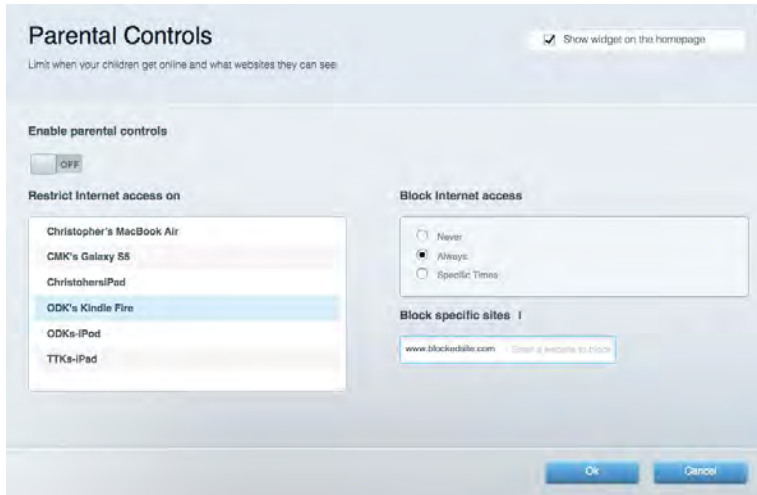 Parental Controls
Show widget on the homepage
Limit when your children get online and what websites they can see
Enable parental controls
OFF
Restrict Internet access on
Christopher's MacBook Air
CMK's Galaxy S5
ChristohersiPad
ODK's Kindle Fire
ODKs-iPod
TTKs-iPad
Block Internet access
Never
Always
Specific Times
Block specific sites
www.blockedsite.com Enter a website to block
Ok Cancel